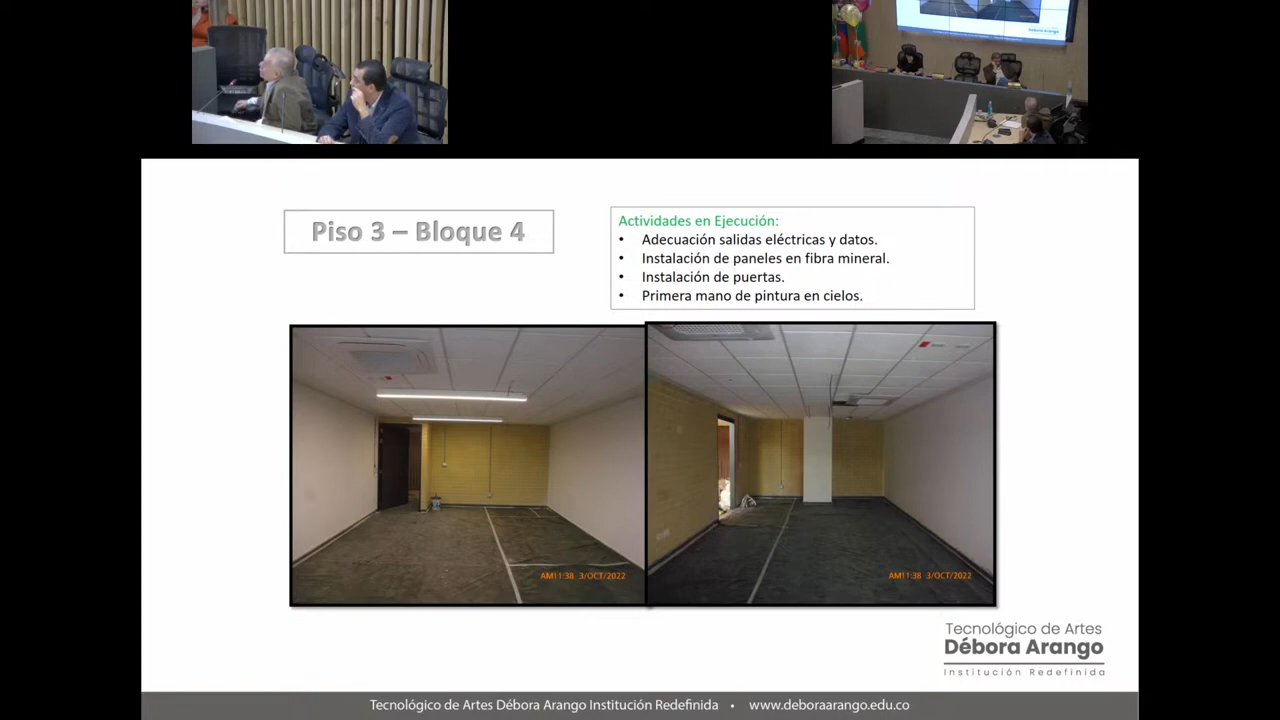 Piso 3 – Bloque 4
Actividades en Ejecución:
• Adecuación salidas eléctricas y datos.
• Instalación de paneles en fibra mineral.
• Instalación de puertas.
• Primera mano de pintura en cielos.
AM11:38 3/OCT/2022
AM11:38 3/OCT/2022
Tecnológico de Artes
Débora Arango
Institución Redefinida
Tecnológico de Artes Débora Arango Institución Redefinida • www.deboraarango.edu.co